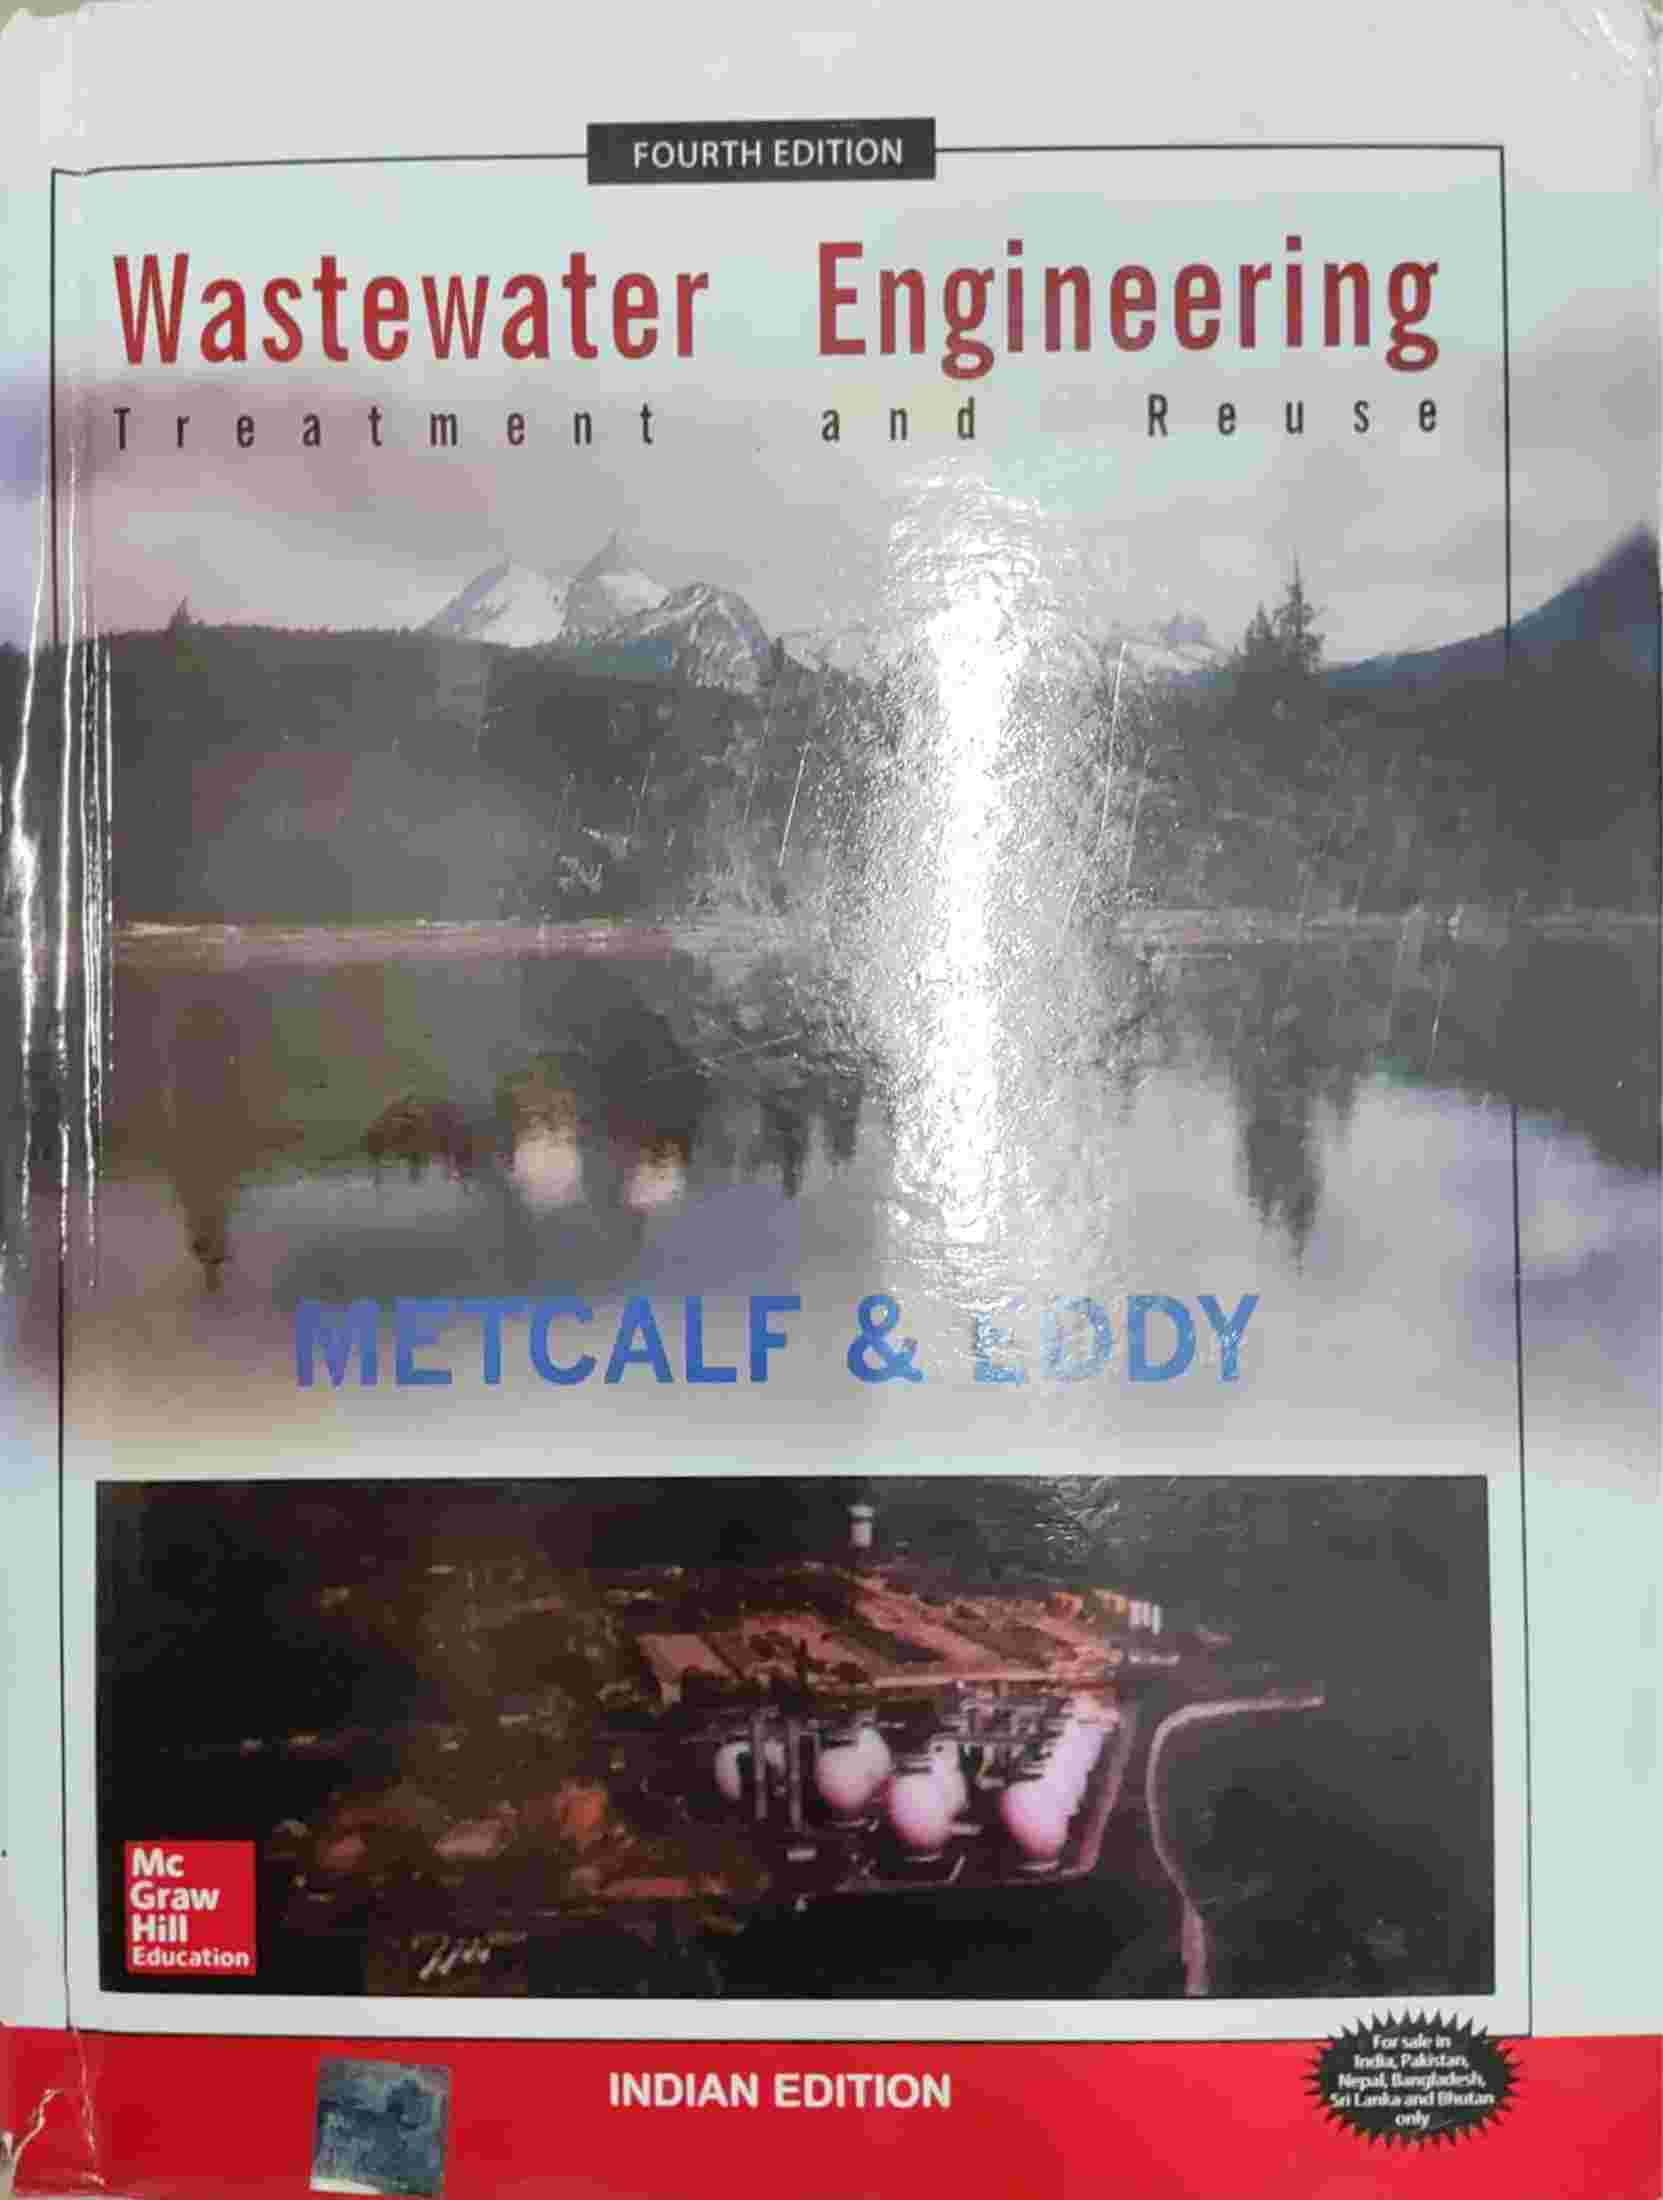 FOURTH EDITION
Wastewater Engineering
Treatment and Reuse
METCALF & EDDY
Mc
Graw
Hill
Education
INDIAN EDITION
For sale in
India, Pakistan,
Nepal, Bangladesh,
Sri Lanka and Bhutan
only